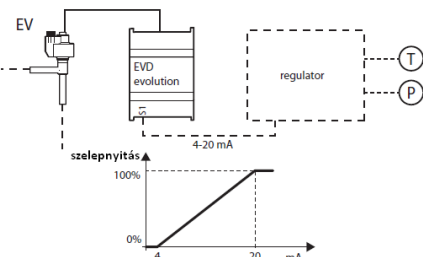 EV
EVD
evolution
S1
regulator
T
P
4-20 mA
szelepnyitás
100%
0%
4
20
mA